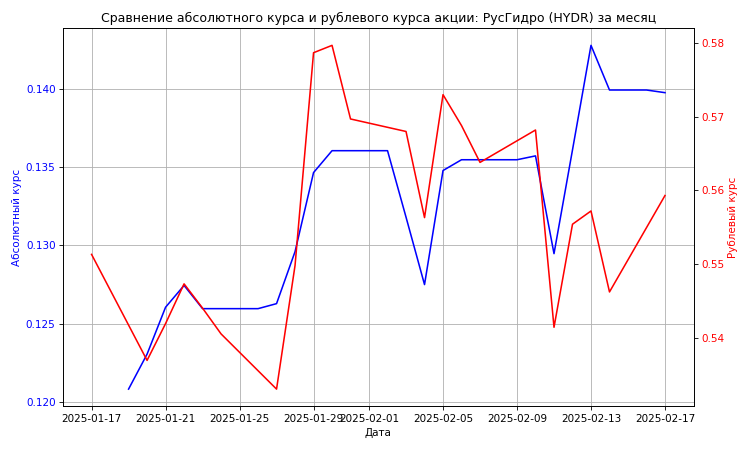 Сравнение абсолютного курса и рублевого курса акции: РусГидро (HYDR) за месяц
Абсолютный курс
0.140
0.135
0.130
0.125
0.120
0.58
0.57
0.56
0.55
0.54
Рублевый курс
2025-01-17 2025-01-21 2025-01-25 2025-01-29 2025-02-01 2025-02-05 2025-02-09 2025-02-13 2025-02-17
Дата